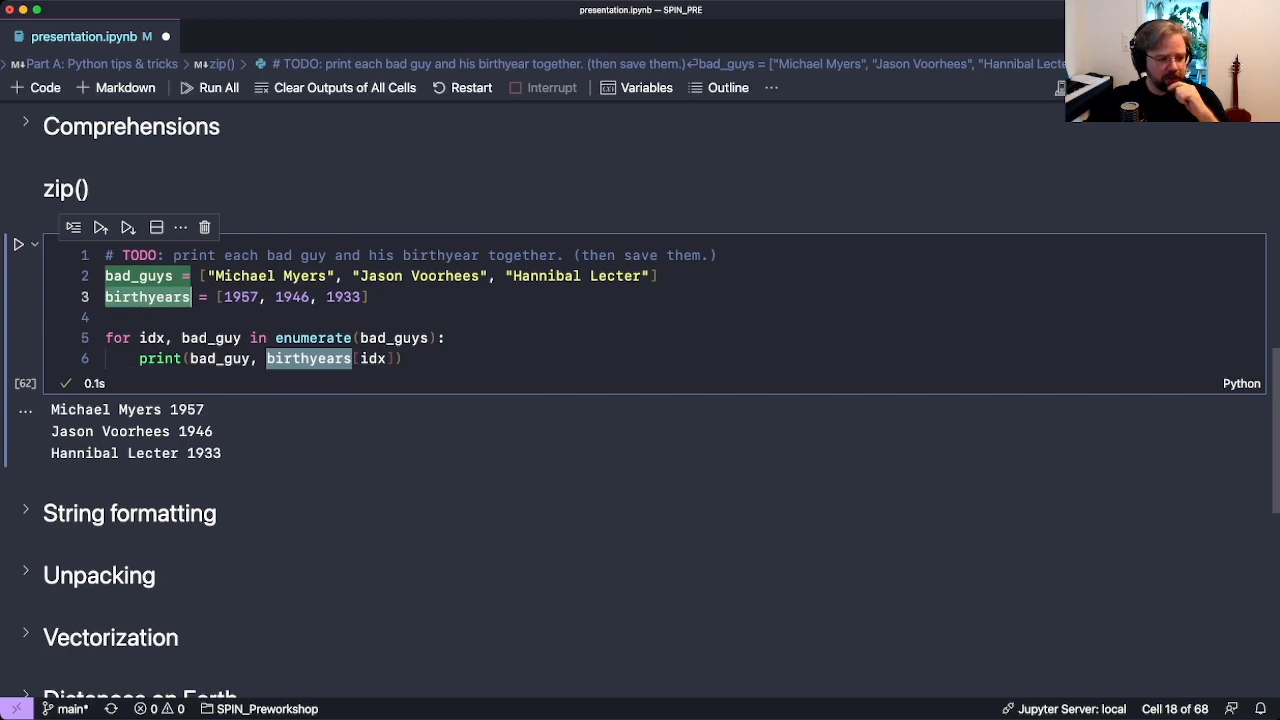 presentation.ipynb — SPIN_PRE
presentation.ipynb M
Part A: Python tips & tricks > zip() > # TODO: print each bad guy and his birthyear together. (then save them.)↵bad_guys = ["Michael Myers", "Jason Voorhees", "Hannibal Lecte
+ Code + Markdown Run All Clear Outputs of All Cells Restart Interrupt Variables Outline ...
Comprehensions
zip()
1 # TODO: print each bad guy and his birthyear together. (then save them.)
2 bad_guys = ["Michael Myers", "Jason Voorhees", "Hannibal Lecter"]
3 birthyears = [1957, 1946, 1933]
4
5 for idx, bad_guy in enumerate(bad_guys):
6 print(bad_guy, birthyears[idx])
[62] ✓ 0.1s Python
... Michael Myers 1957
Jason Voorhees 1946
Hannibal Lecter 1933
String formatting
Unpacking
Vectorization
Distances on Earth
main* 0 0 SPIN_Preworkshop Jupyter Server: local Cell 18 of 68